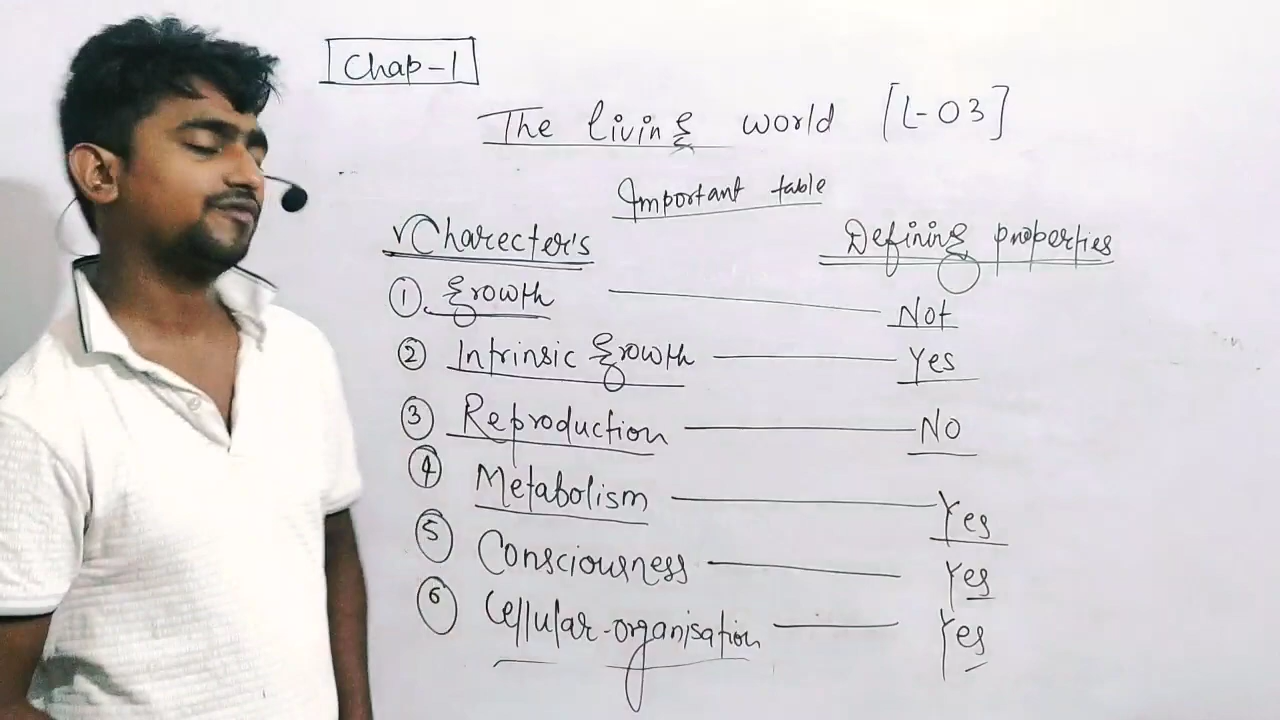 Chap-1
The living world [L-03]
Important table
Charecter's Defining properties
1 Growth Not
2 Intrinsic Growth Yes
3 Reproduction NO
4 Metabolism Yes
5 Consciousness Yes
6 Cellular-organisation Yes